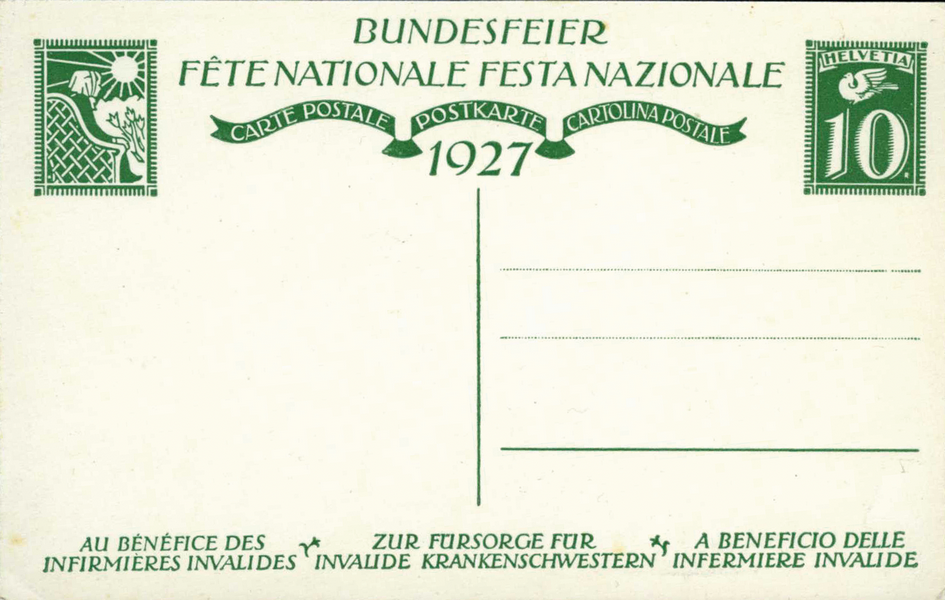 BUNDESFEIER
FÊTE NATIONALE FESTA NAZIONALE
CARTE POSTALE POSTKARTE CARTOLINA POSTALE
1927
HELVETIA
10
AU BÉNÉFICE DES
INFIRMIÈRES INVALIDES
ZUR FÜRSORGE FÜR
INVALIDE KRANKENSCHWESTERN
A BENEFICIO DELLE
INFERMIERE INVALIDE